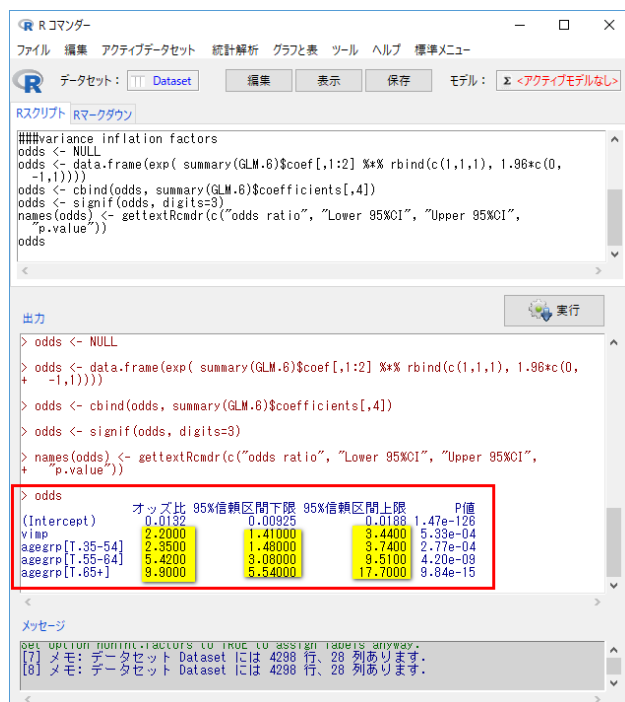 R コマンダー
ファイル 編集 アクティブデータセット 統計解析 グラフと表 ツール ヘルプ 標準メニュー
データセット： Dataset 編集 表示 保存 モデル： Σ <アクティブモデルなし>
Rスクリプト Rマークダウン
###variance inflation factors
odds <- NULL
odds <- data.frame(exp( summary(GLM.6)$coef[,1:2] %*% rbind(c(1,1,1), 1.96*c(0,
-1,1))))
odds <- cbind(odds, summary(GLM.6)$coefficients[,4])
odds <- signif(odds, digits=3)
names(odds) <- gettextRcmdr(c("odds ratio", "Lower 95%CI", "Upper 95%CI",
"p.value"))
odds
実行
出力
> odds <- NULL
> odds <- data.frame(exp( summary(GLM.6)$coef[,1:2] %*% rbind(c(1,1,1), 1.96*c(0,
+ -1,1))))
> odds <- cbind(odds, summary(GLM.6)$coefficients[,4])
> odds <- signif(odds, digits=3)
> names(odds) <- gettextRcmdr(c("odds ratio", "Lower 95%CI", "Upper 95%CI",
+ "p.value"))
> odds
オッズ比 95%信頼区間下限 95%信頼区間上限 P値
(Intercept) 0.0132 0.00925 0.0188 1.47e-126
vimp 2.2000 1.41000 3.4400 5.33e-04
agegrp[T.35-54] 2.3500 1.48000 3.7400 2.77e-04
agegrp[T.55-64] 5.4200 3.08000 9.5100 4.20e-09
agegrp[T.65+] 9.9000 5.54000 17.7000 9.84e-15
メッセージ
set option nonint.factors to TRUE to assign labels anyway.
[7] メモ: データセット Dataset には 4298 行、28 列あります.
[8] メモ: データセット Dataset には 4298 行、28 列あります.